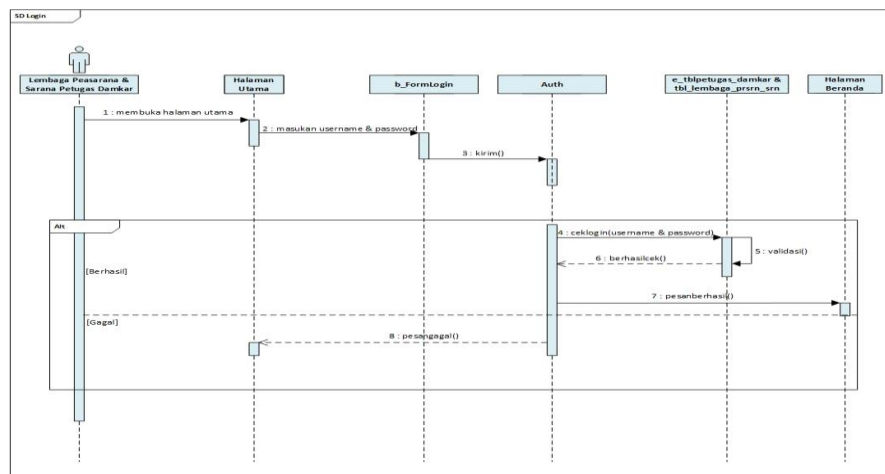 SD Login
Lembaga Peasarana &
Sarana Petugas Damkar
Halaman
Utama
b_FormLogin
Auth
e_tblpetugas_damkar &
tbl_lembaga_prsrn_srn
Halaman
Beranda
1 : membuka halaman utama
2 : masukan username & password
3 : kirim()
Alt
4 : ceklogin(username & password)
5 : validasi()
6 : berhasilcek()
[Berhasil]
7 : pesanberhasil()
[Gagal]
8 : pesangagal()